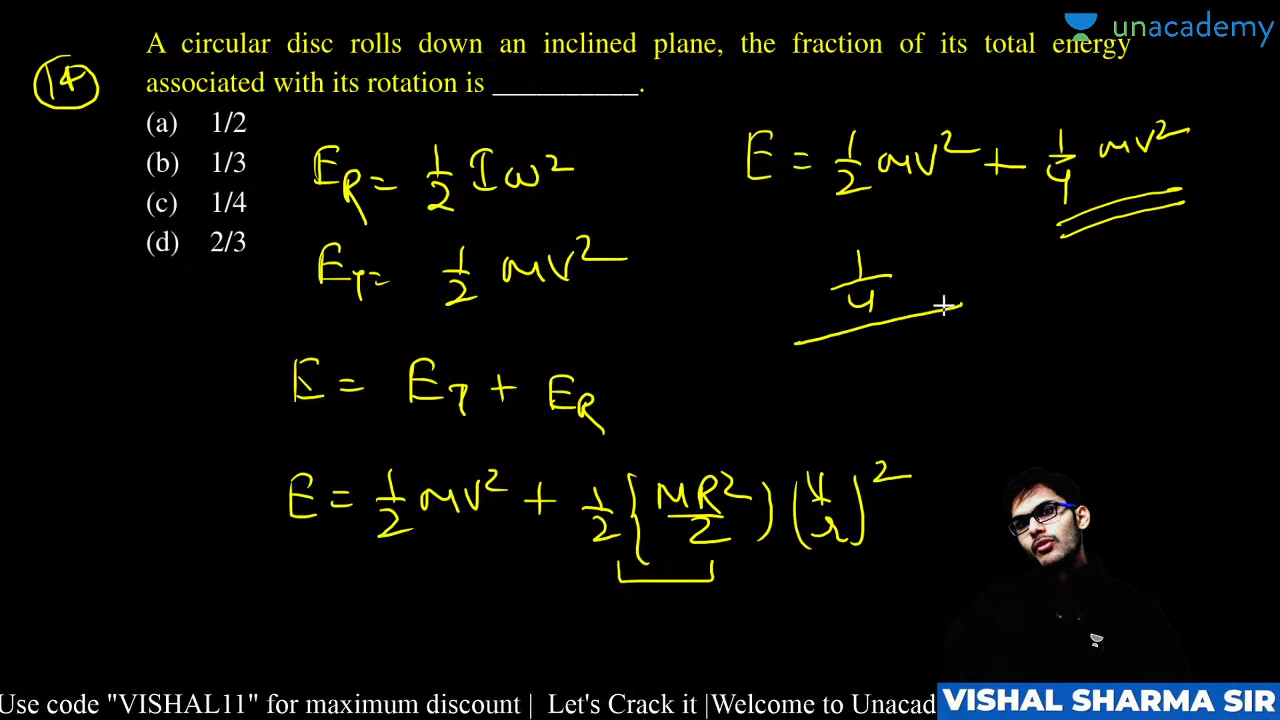 unacademy
14
A circular disc rolls down an inclined plane, the fraction of its total energy
associated with its rotation is __________.
(a) 1/2
(b) 1/3
(c) 1/4
(d) 2/3
E_R = 1/2 Iω²
E_T = 1/2 mv²
E = E_T + E_R
E = 1/2 mv² + 1/2 {MR²/2) (v/r)²
E = 1/2 mv² + 1/4 mv²
1/4
Use code "VISHAL11" for maximum discount | Let's Crack it |Welcome to Unacad
VISHAL SHARMA SIR